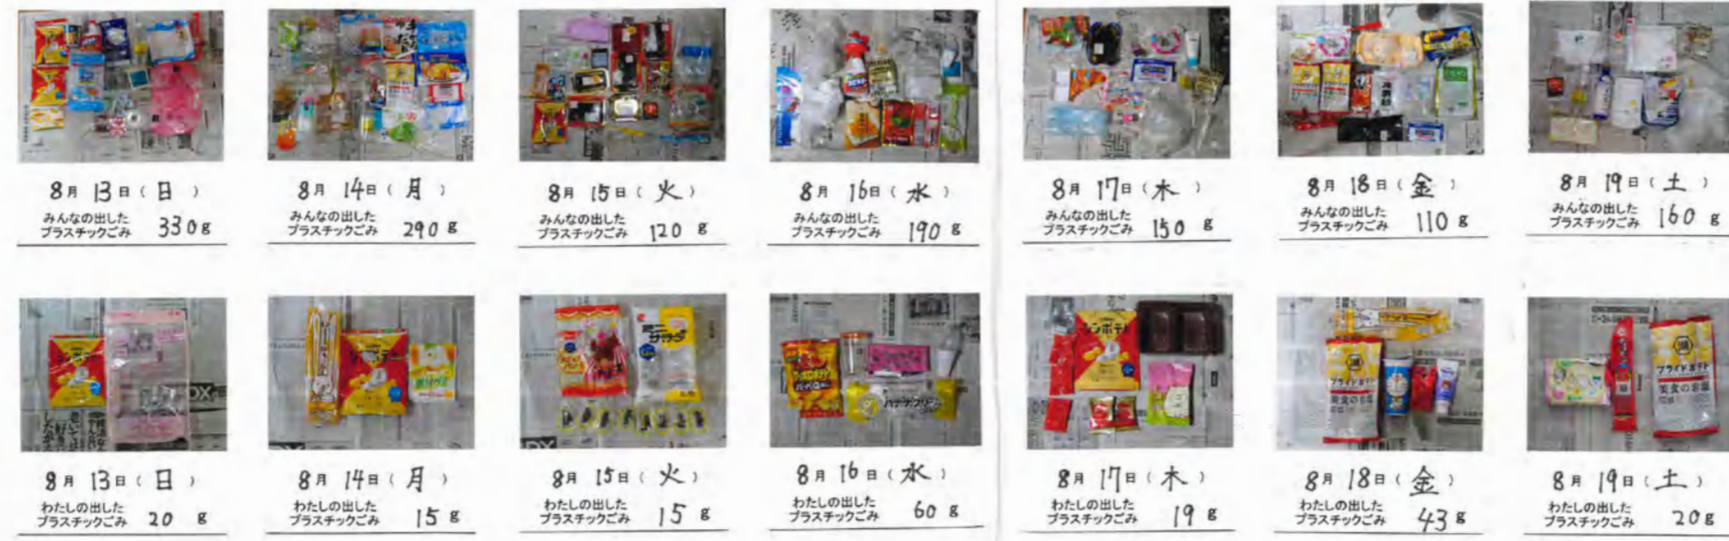 8月 13日 ( 日 )
みんなの出した
プラスチックごみ 330g
8月 14日 ( 月 )
みんなの出した
プラスチックごみ 290g
8月 15日 ( 火 )
みんなの出した
プラスチックごみ 120g
8月 16日 ( 水 )
みんなの出した
プラスチックごみ 190g
8月 17日 ( 木 )
みんなの出した
プラスチックごみ 150g
8月 18日 ( 金 )
みんなの出した
プラスチックごみ 110g
8月 19日 ( 土 )
みんなの出した
プラスチックごみ 160g
8月 13日 ( 日 )
わたしの出した
プラスチックごみ 20g
8月 14日 ( 月 )
わたしの出した
プラスチックごみ 15g
8月 15日 ( 火 )
わたしの出した
プラスチックごみ 15g
8月 16日 ( 水 )
わたしの出した
プラスチックごみ 60g
8月 17日 ( 木 )
わたしの出した
プラスチックごみ 19g
フライドポテト
8月 18日 ( 金 )
わたしの出した
プラスチックごみ 43g
フライドポテト
8月 19日 ( 土 )
わたしの出した
プラスチックごみ 20g